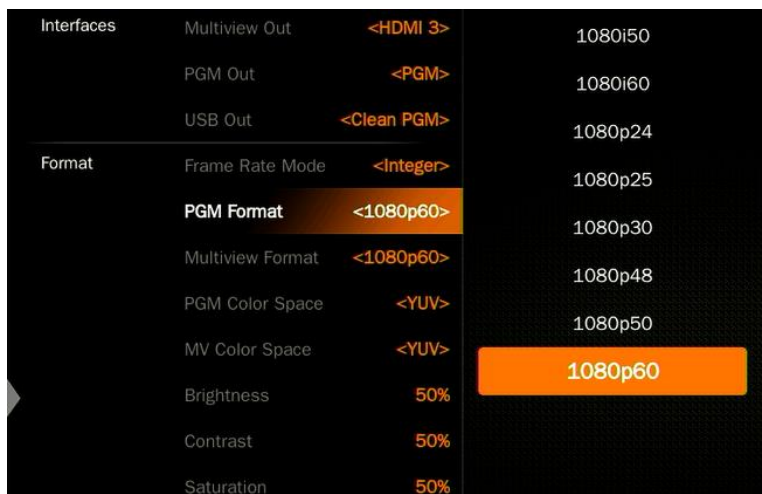 Interfaces Multiview Out <HDMI 3>
PGM Out <PGM>
USB Out <Clean PGM>
Format Frame Rate Mode <Integer>
PGM Format <1080p60>
Multiview Format <1080p60>
PGM Color Space <YUV>
MV Color Space <YUV>
Brightness 50%
Contrast 50%
Saturation 50%
1080i50
1080i60
1080p24
1080p25
1080p30
1080p48
1080p50
1080p60